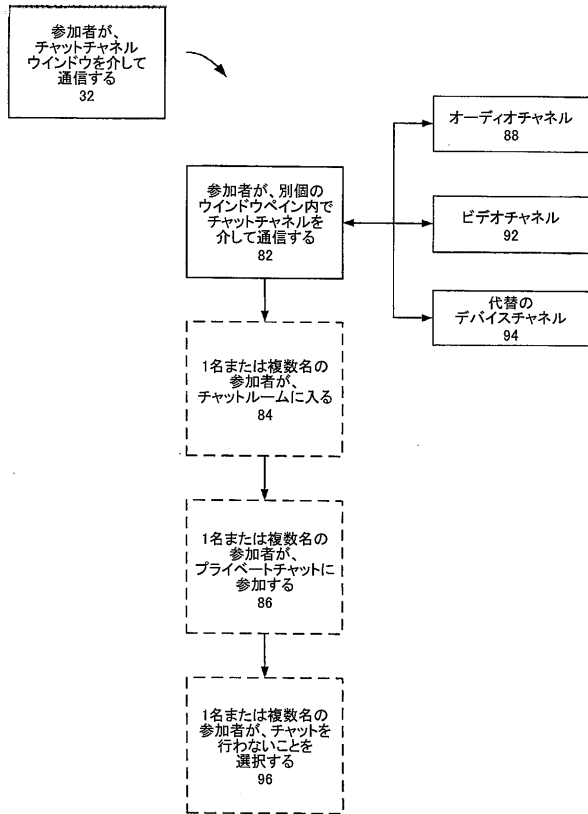 参加者が、
チャットチャネル
ウインドウを介して
通信する
32
オーディオチャネル
88
参加者が、別個の
ウインドウペイン内で
チャットチャネルを
介して通信する
82
ビデオチャネル
92
代替の
デバイスチャネル
94
1名または複数名の
参加者が、
チャットルームに入る
84
1名または複数名の
参加者が、
プライベートチャットに
参加する
86
1名または複数名の
参加者が、チャットを
行わないことを
選択する
96